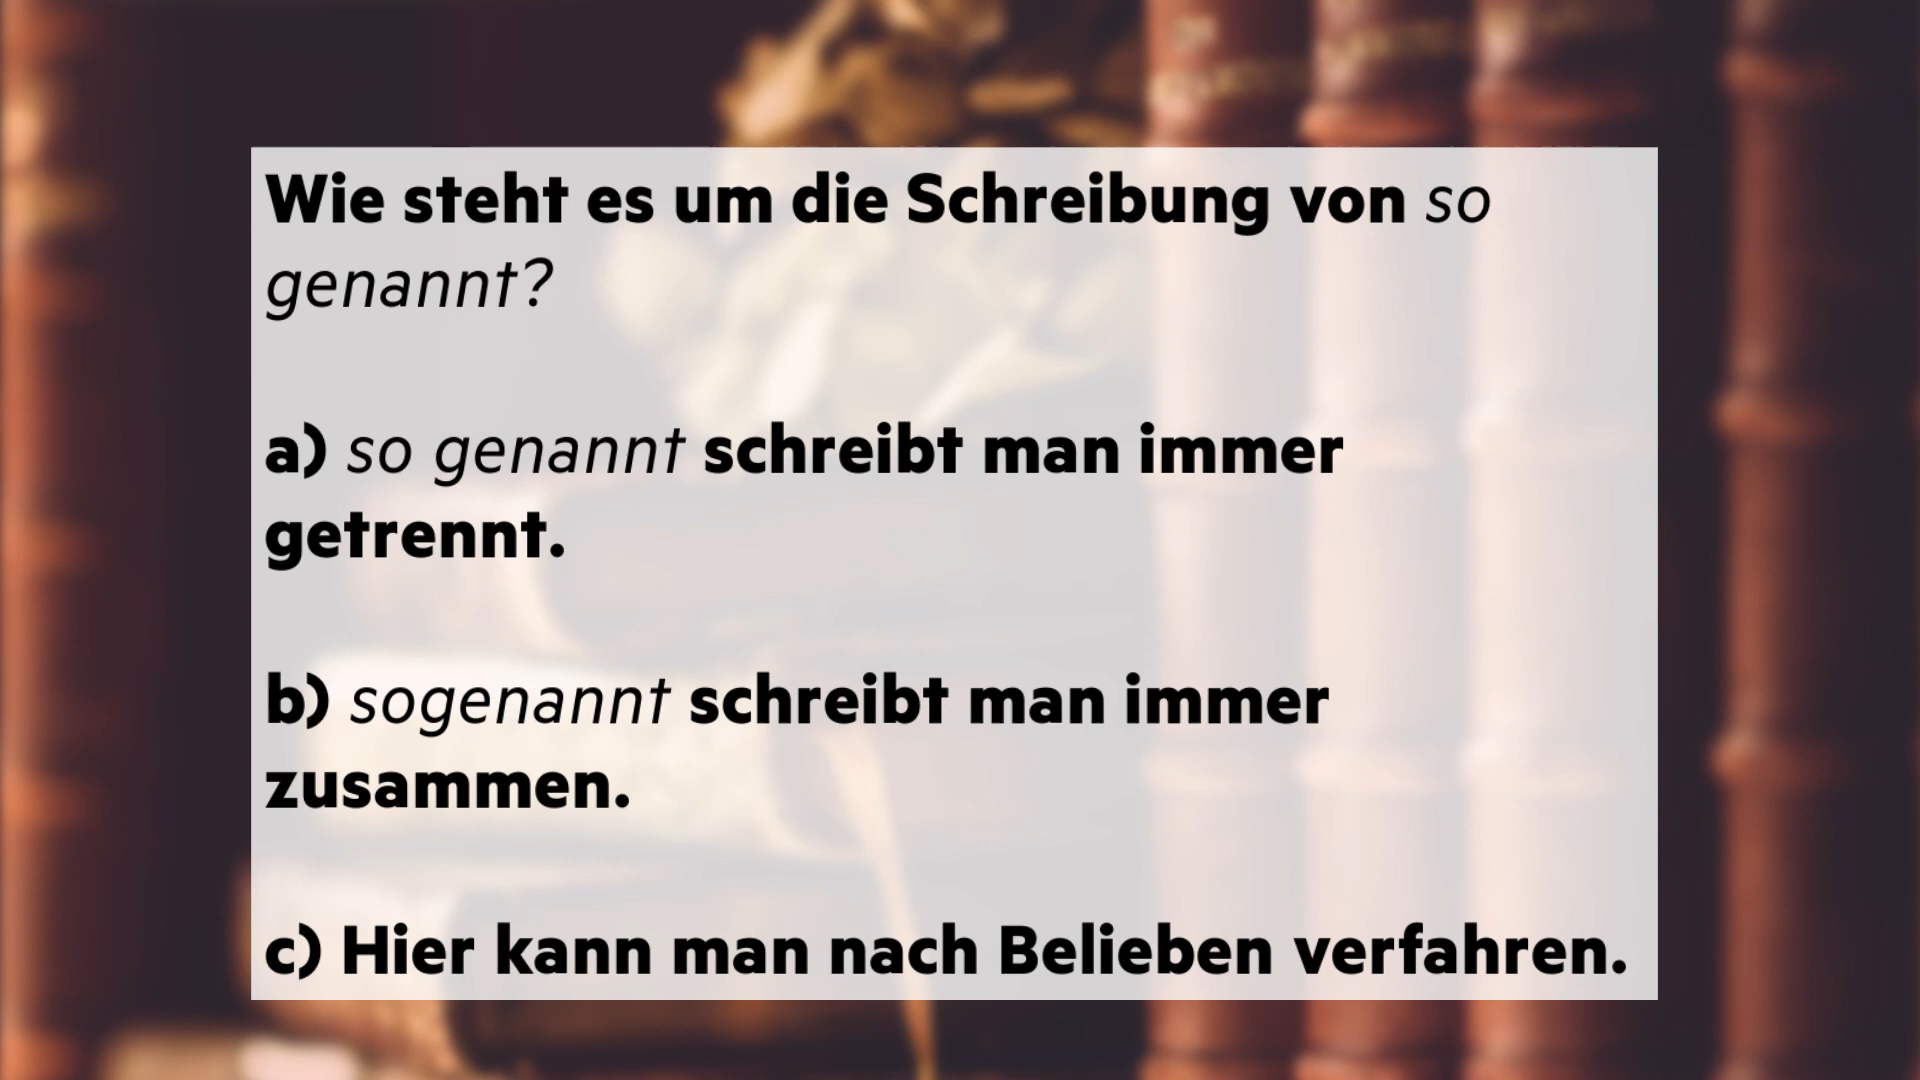 Wie steht es um die Schreibung von so
genannt?
a) so genannt schreibt man immer
getrennt.
b) sogenannt schreibt man immer
zusammen.
c) Hier kann man nach Belieben verfahren.